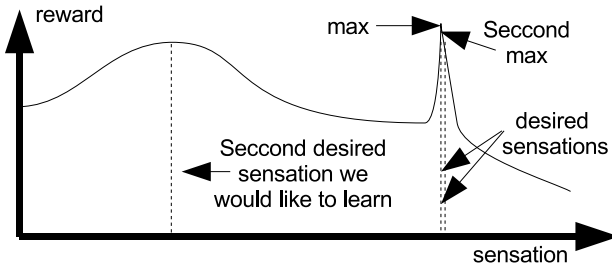 reward
max
Seccond
max
Seccond desired
sensation we
would like to learn
desired
sensations
sensation